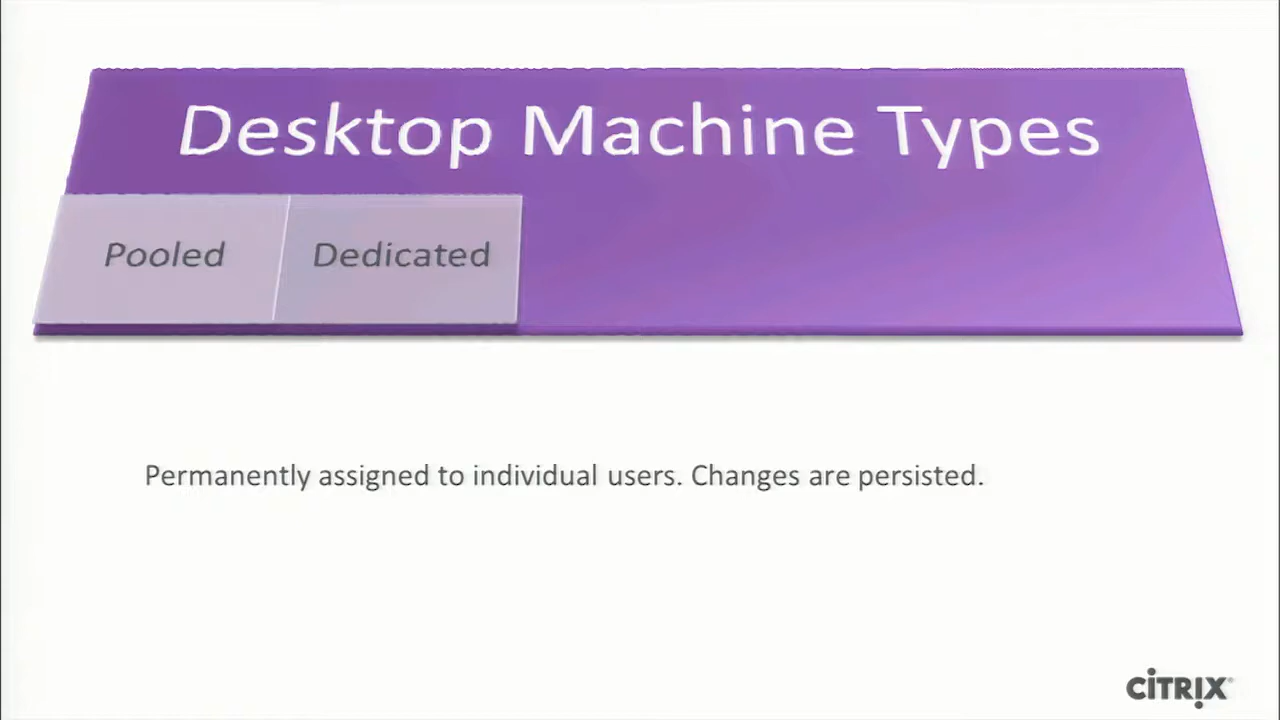 Desktop Machine Types
Pooled
Dedicated
Permanently assigned to individual users. Changes are persisted.
CiTRIX